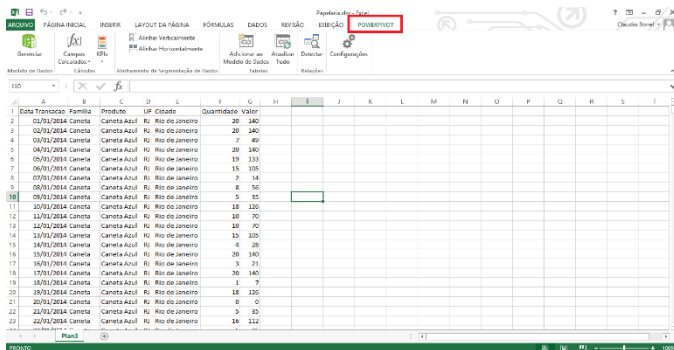 Papelaria.xlsx - Excel
ARQUIVO PÁGINA INICIAL INSERIR LAYOUT DA PÁGINA FÓRMULAS DADOS REVISÃO EXIBIÇÃO POWERPIVOT Claudio Bonel
Gerenciar Campos Calculados KPIs Alinhar Verticalmente Adicionar ao Modelo de Dados Atualizar Tudo Detectar Configurações
Alinhar Horizontalmente
Modelo de Dados Cálculos Alinhamento de Segmentação de Dados Tabelas Relações
I10 fx
A B C D E F G H I J K L M N O P Q R S T
1 Data Transacao Familia Produto UF Cidade Quantidade Valor
2 01/01/2014 Caneta Caneta Azul RJ Rio de Janeiro 20 140
3 02/01/2014 Caneta Caneta Azul RJ Rio de Janeiro 20 140
4 03/01/2014 Caneta Caneta Azul RJ Rio de Janeiro 7 49
5 04/01/2014 Caneta Caneta Azul RJ Rio de Janeiro 20 140
6 05/01/2014 Caneta Caneta Azul RJ Rio de Janeiro 19 133
7 06/01/2014 Caneta Caneta Azul RJ Rio de Janeiro 15 105
8 07/01/2014 Caneta Caneta Azul RJ Rio de Janeiro 2 14
9 08/01/2014 Caneta Caneta Azul RJ Rio de Janeiro 8 56
10 09/01/2014 Caneta Caneta Azul RJ Rio de Janeiro 5 35
11 10/01/2014 Caneta Caneta Azul RJ Rio de Janeiro 18 126
12 11/01/2014 Caneta Caneta Azul RJ Rio de Janeiro 10 70
13 12/01/2014 Caneta Caneta Azul RJ Rio de Janeiro 10 70
14 13/01/2014 Caneta Caneta Azul RJ Rio de Janeiro 15 105
15 14/01/2014 Caneta Caneta Azul RJ Rio de Janeiro 4 28
16 15/01/2014 Caneta Caneta Azul RJ Rio de Janeiro 20 140
17 16/01/2014 Caneta Caneta Azul RJ Rio de Janeiro 3 21
18 17/01/2014 Caneta Caneta Azul RJ Rio de Janeiro 20 140
19 18/01/2014 Caneta Caneta Azul RJ Rio de Janeiro 1 7
20 19/01/2014 Caneta Caneta Azul RJ Rio de Janeiro 18 126
21 20/01/2014 Caneta Caneta Azul RJ Rio de Janeiro 0 0
22 21/01/2014 Caneta Caneta Azul RJ Rio de Janeiro 5 35
23 22/01/2014 Caneta Caneta Azul RJ Rio de Janeiro 16 112
Plan3
PRONTO 100%